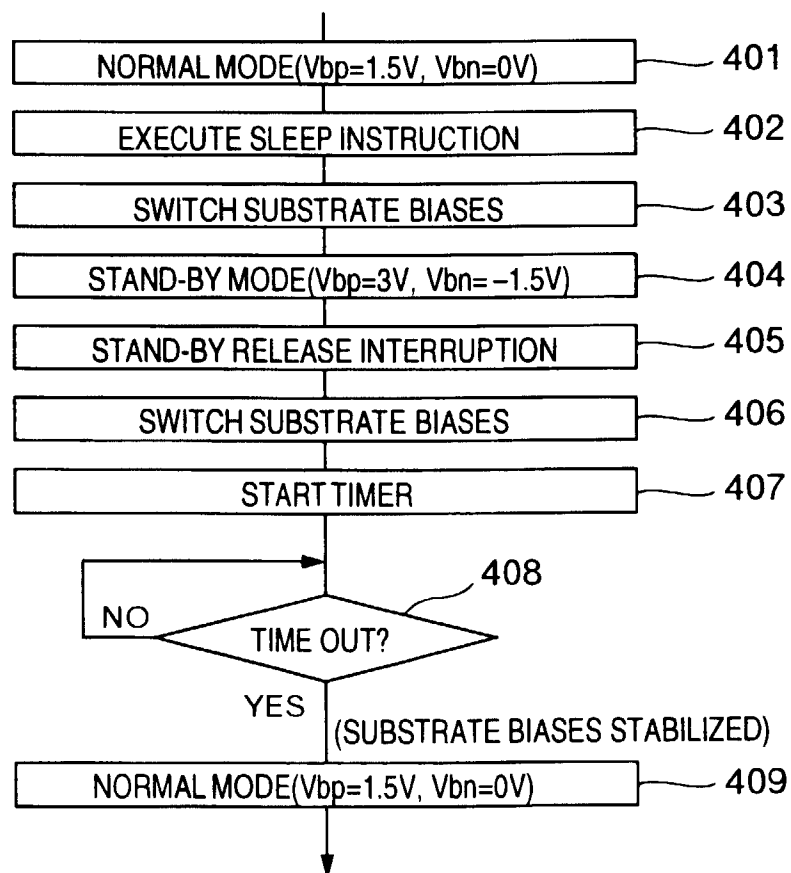 NORMAL MODE(Vbp=1.5V, Vbn=0V) 401
EXECUTE SLEEP INSTRUCTION 402
SWITCH SUBSTRATE BIASES 403
STAND-BY MODE(Vbp=3V, Vbn= −1.5V) 404
STAND-BY RELEASE INTERRUPTION 405
SWITCH SUBSTRATE BIASES 406
START TIMER 407
408
NO
TIME OUT?
YES
(SUBSTRATE BIASES STABILIZED)
NORMAL MODE(Vbp=1.5V, Vbn=0V) 409